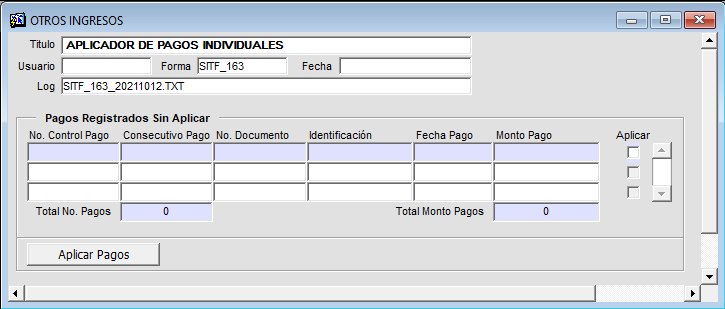 OTROS INGRESOS
Título APLICADOR DE PAGOS INDIVIDUALES
Usuario Forma SITF_163 Fecha
Log SITF_163_20211012.TXT
Pagos Registrados Sin Aplicar
No. Control Pago Consecutivo Pago No. Documento Identificación Fecha Pago Monto Pago Aplicar
Total No. Pagos 0 Total Monto Pagos 0
Aplicar Pagos